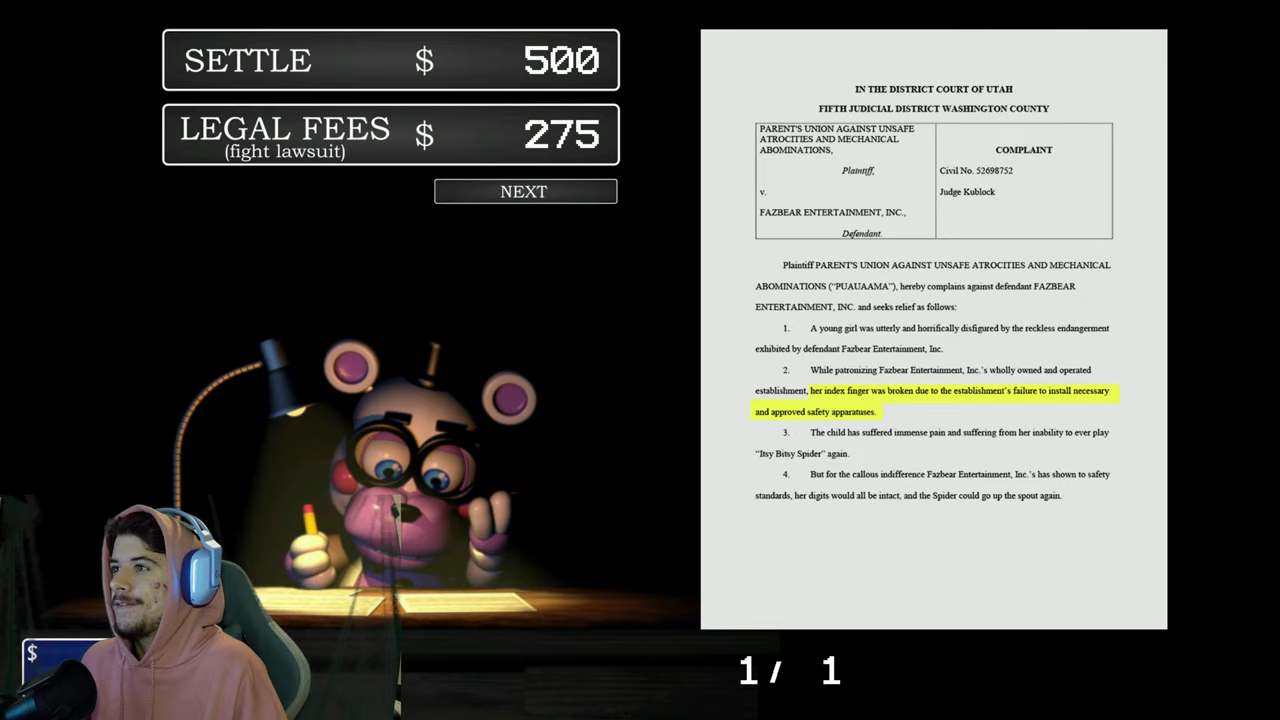 SETTLE $ 500
LEGAL FEES $ 275
(fight lawsuit)
NEXT
IN THE DISTRICT COURT OF UTAH
FIFTH JUDICIAL DISTRICT WASHINGTON COUNTY
PARENT'S UNION AGAINST UNSAFE
ATROCITIES AND MECHANICAL
ABOMINATIONS,
Plaintiff,
v.
FAZBEAR ENTERTAINMENT, INC.,
Defendant.
COMPLAINT
Civil No. 52698752
Judge Kublock
Plaintiff PARENT'S UNION AGAINST UNSAFE ATROCITIES AND MECHANICAL
ABOMINATIONS ("PUAUAAMA"), hereby complains against defendant FAZBEAR
ENTERTAINMENT, INC. and seeks relief as follows:
1. A young girl was utterly and horrifically disfigured by the reckless endangerment
exhibited by defendant Fazbear Entertainment, Inc.
2. While patronizing Fazbear Entertainment, Inc.'s wholly owned and operated
establishment, her index finger was broken due to the establishment's failure to install necessary
and approved safety apparatuses.
3. The child has suffered immense pain and suffering from her inability to ever play
"Itsy Bitsy Spider" again.
4. But for the callous indifference Fazbear Entertainment, Inc.'s has shown to safety
standards, her digits would all be intact, and the Spider could go up the spout again.
$
1 / 1